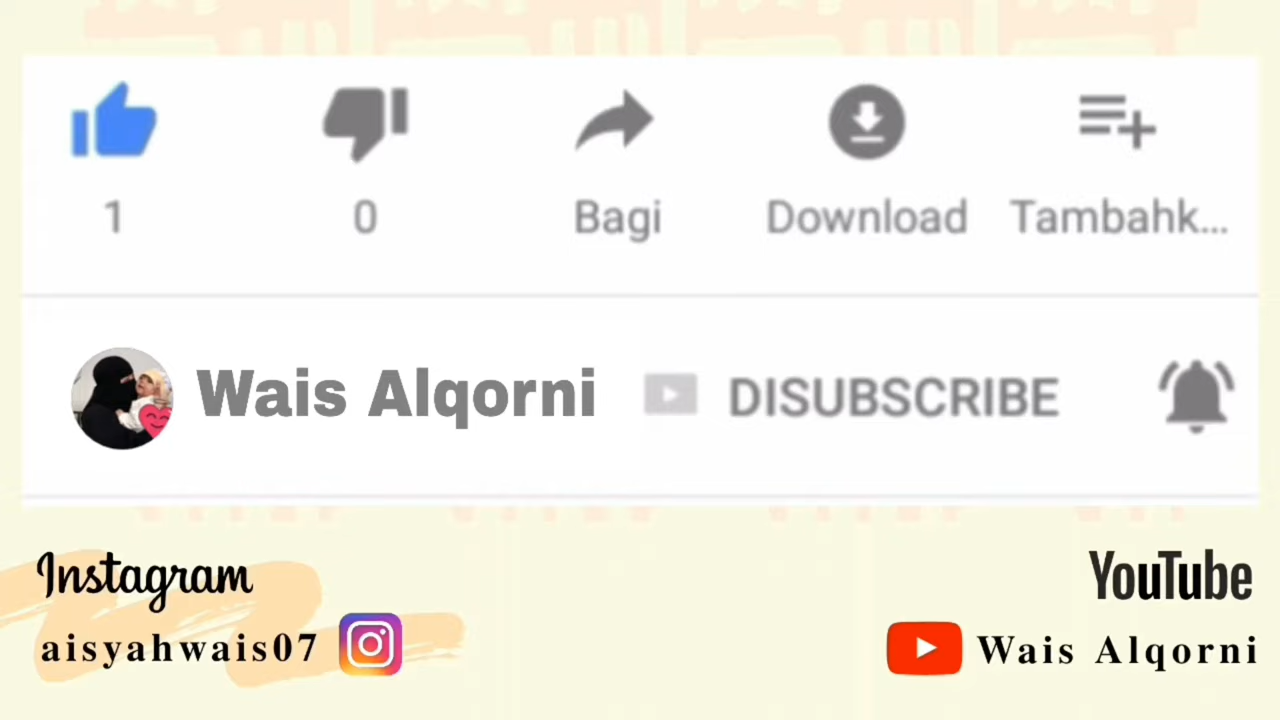 1 0 Bagi Download Tambahk...
Wais Alqorni DISUBSCRIBE
Instagram YouTube
aisyahwais07 Wais Alqorni